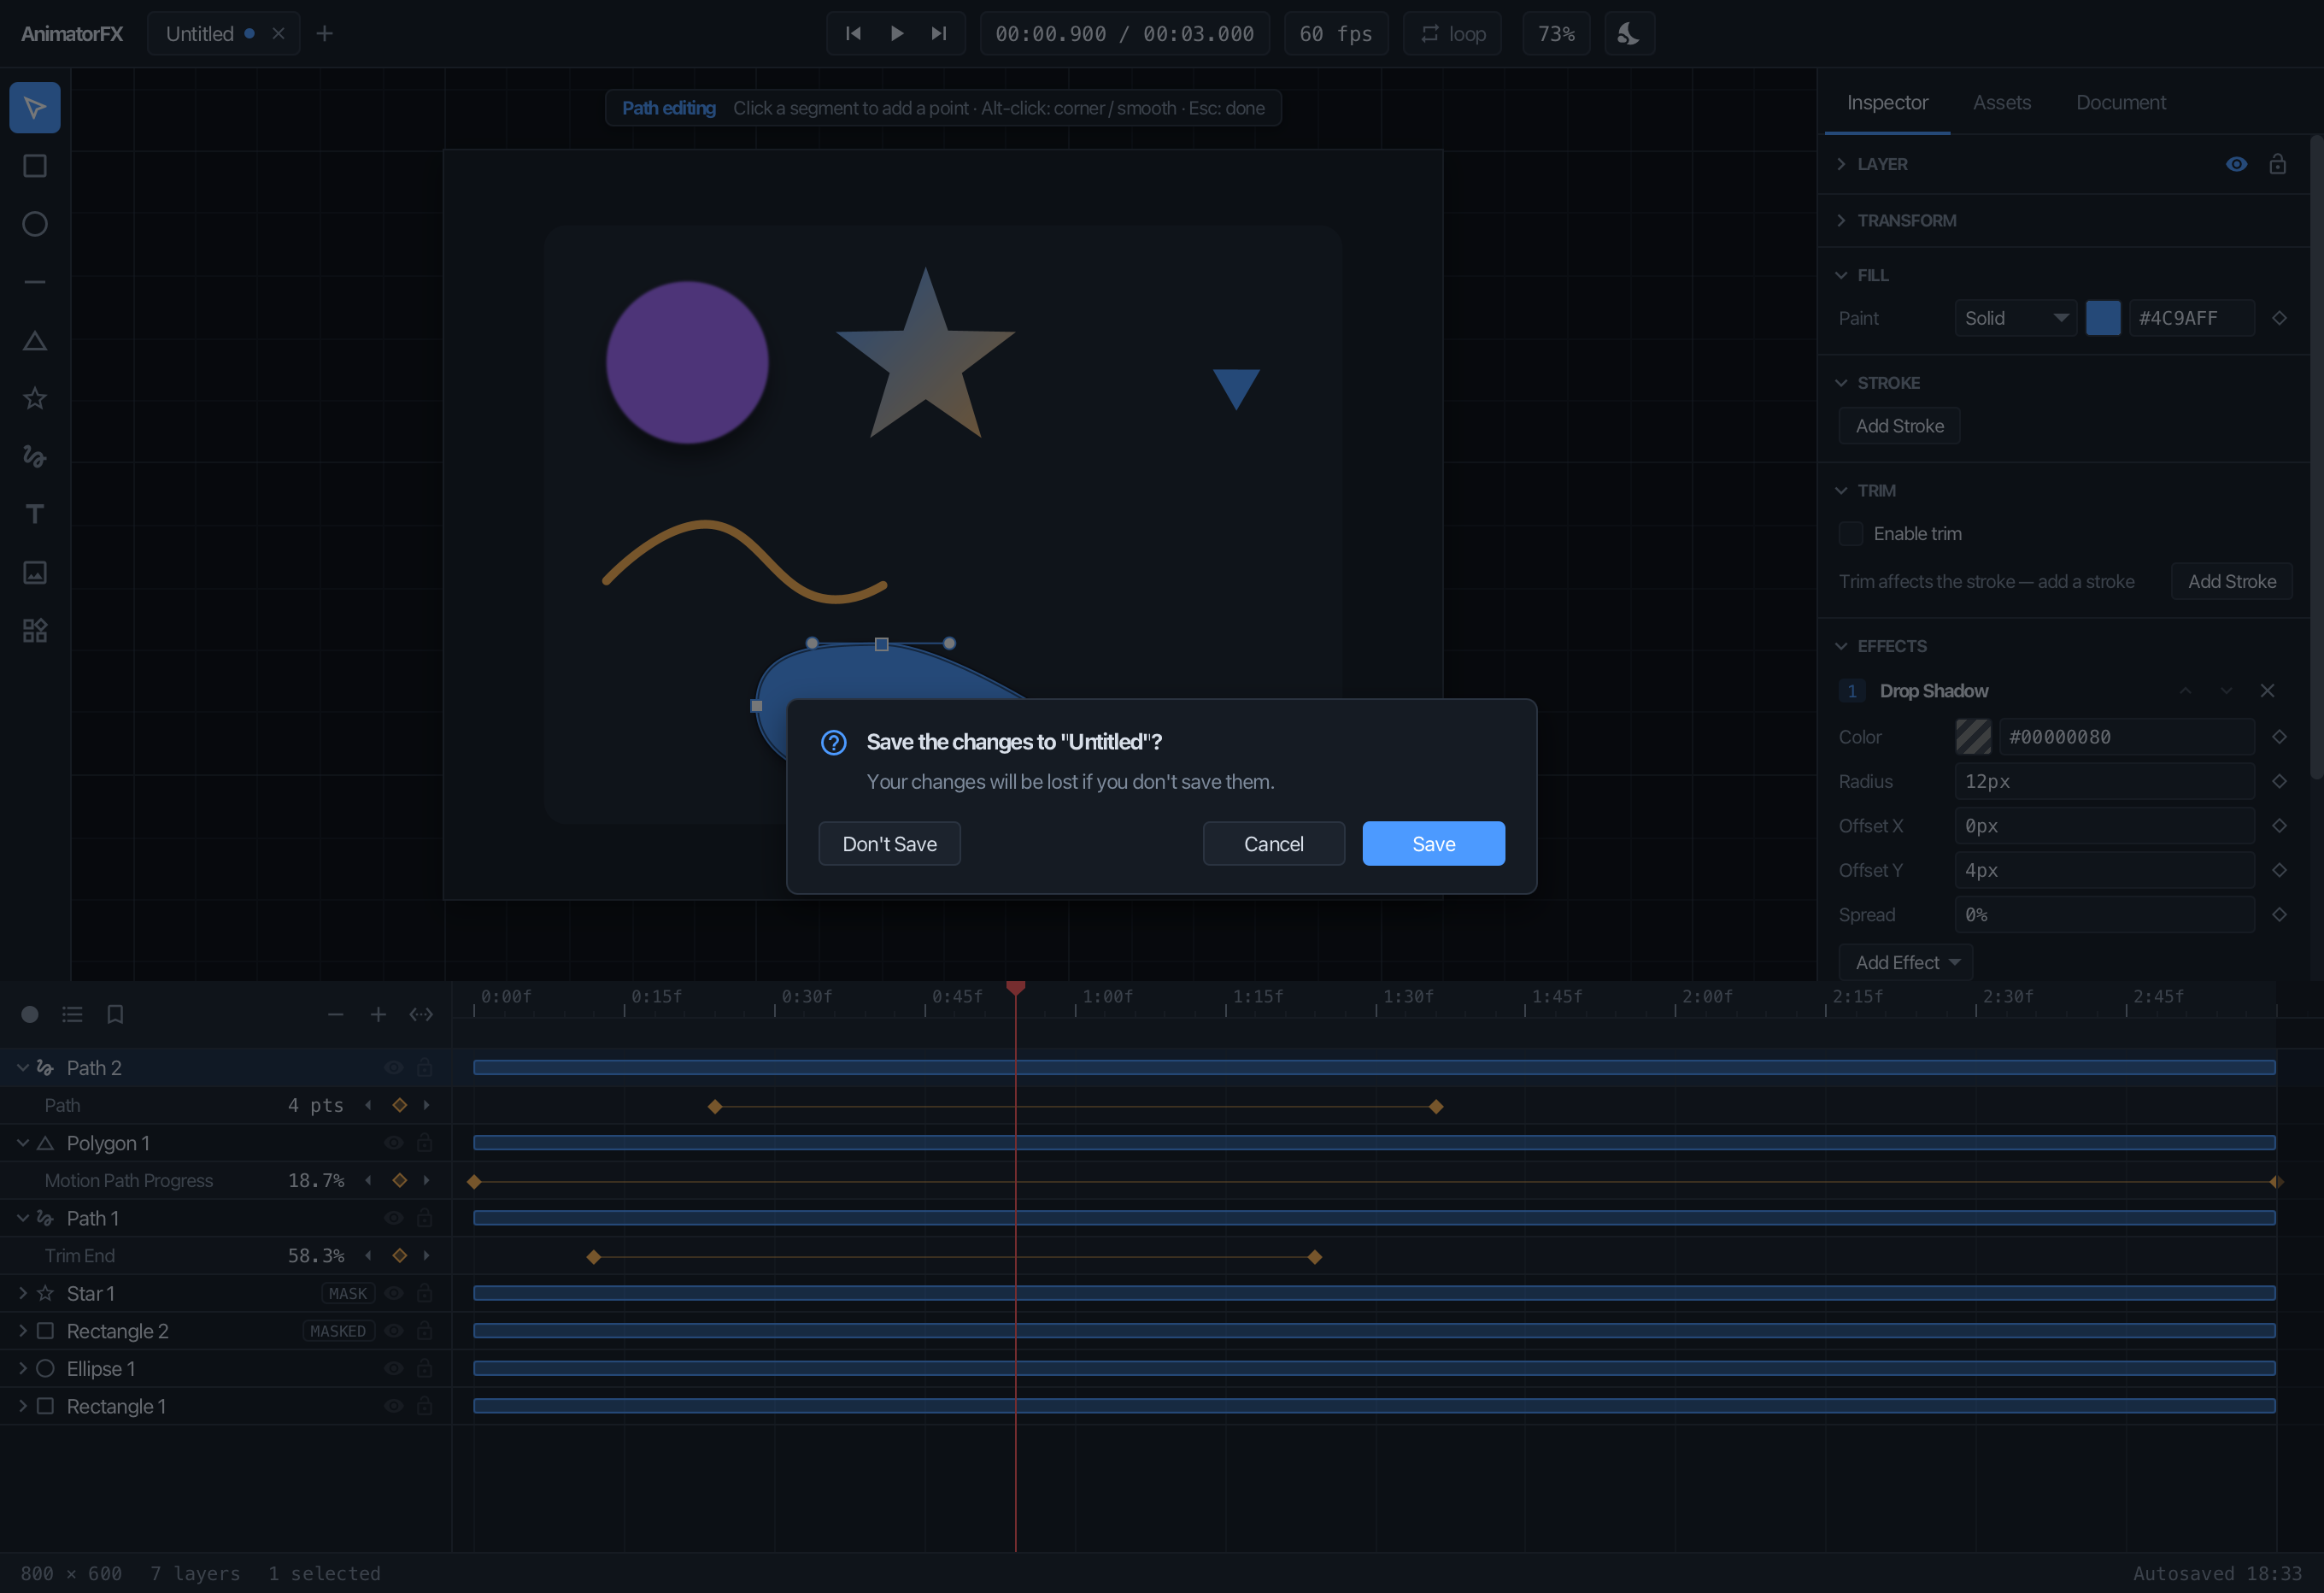 AnimatorFX
Untitled
00:00.900 / 00:03.000
60 fps
loop
73%
Path editing Click a segment to add a point · Alt-click: corner / smooth · Esc: done
Inspector Assets Document
LAYER
TRANSFORM
FILL
Paint Solid #4C9AFF
STROKE
Add Stroke
TRIM
Enable trim
Trim affects the stroke — add a stroke Add Stroke
EFFECTS
1 Drop Shadow
Color #00000080
Radius 12px
Offset X 0px
Offset Y 4px
Spread 0%
Add Effect
Save the changes to "Untitled"?
Your changes will be lost if you don't save them.
Don't Save Cancel Save
0:00f 0:15f 0:30f 0:45f 1:00f 1:15f 1:30f 1:45f 2:00f 2:15f 2:30f 2:45f
Path 2
Path 4 pts
Polygon 1
Motion Path Progress 18.7%
Path 1
Trim End 58.3%
Star 1 MASK
Rectangle 2 MASKED
Ellipse 1
Rectangle 1
800 × 600 7 layers 1 selected
Autosaved 18:33